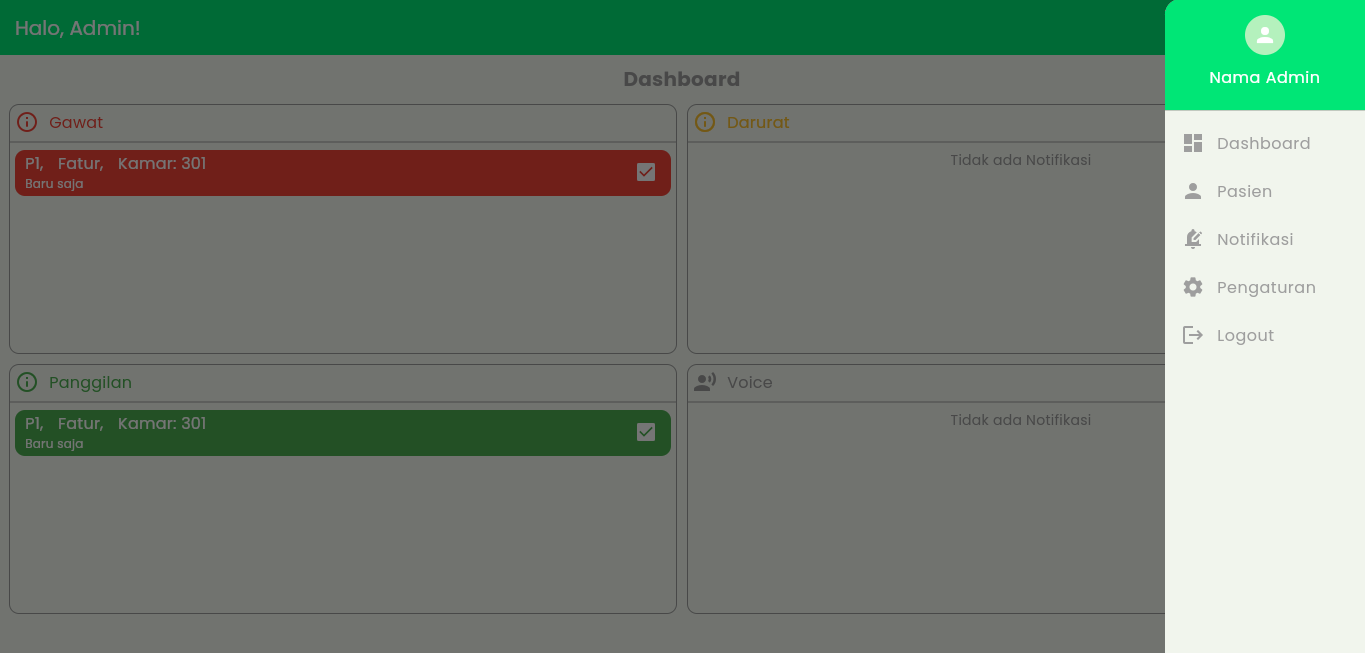 Halo, Admin!
Dashboard
Gawat
P1, Fatur, Kamar: 301
Baru saja
Darurat
Tidak ada Notifikasi
Panggilan
P1, Fatur, Kamar: 301
Baru saja
Voice
Tidak ada Notifikasi
Nama Admin
Dashboard
Pasien
Notifikasi
Pengaturan
Logout